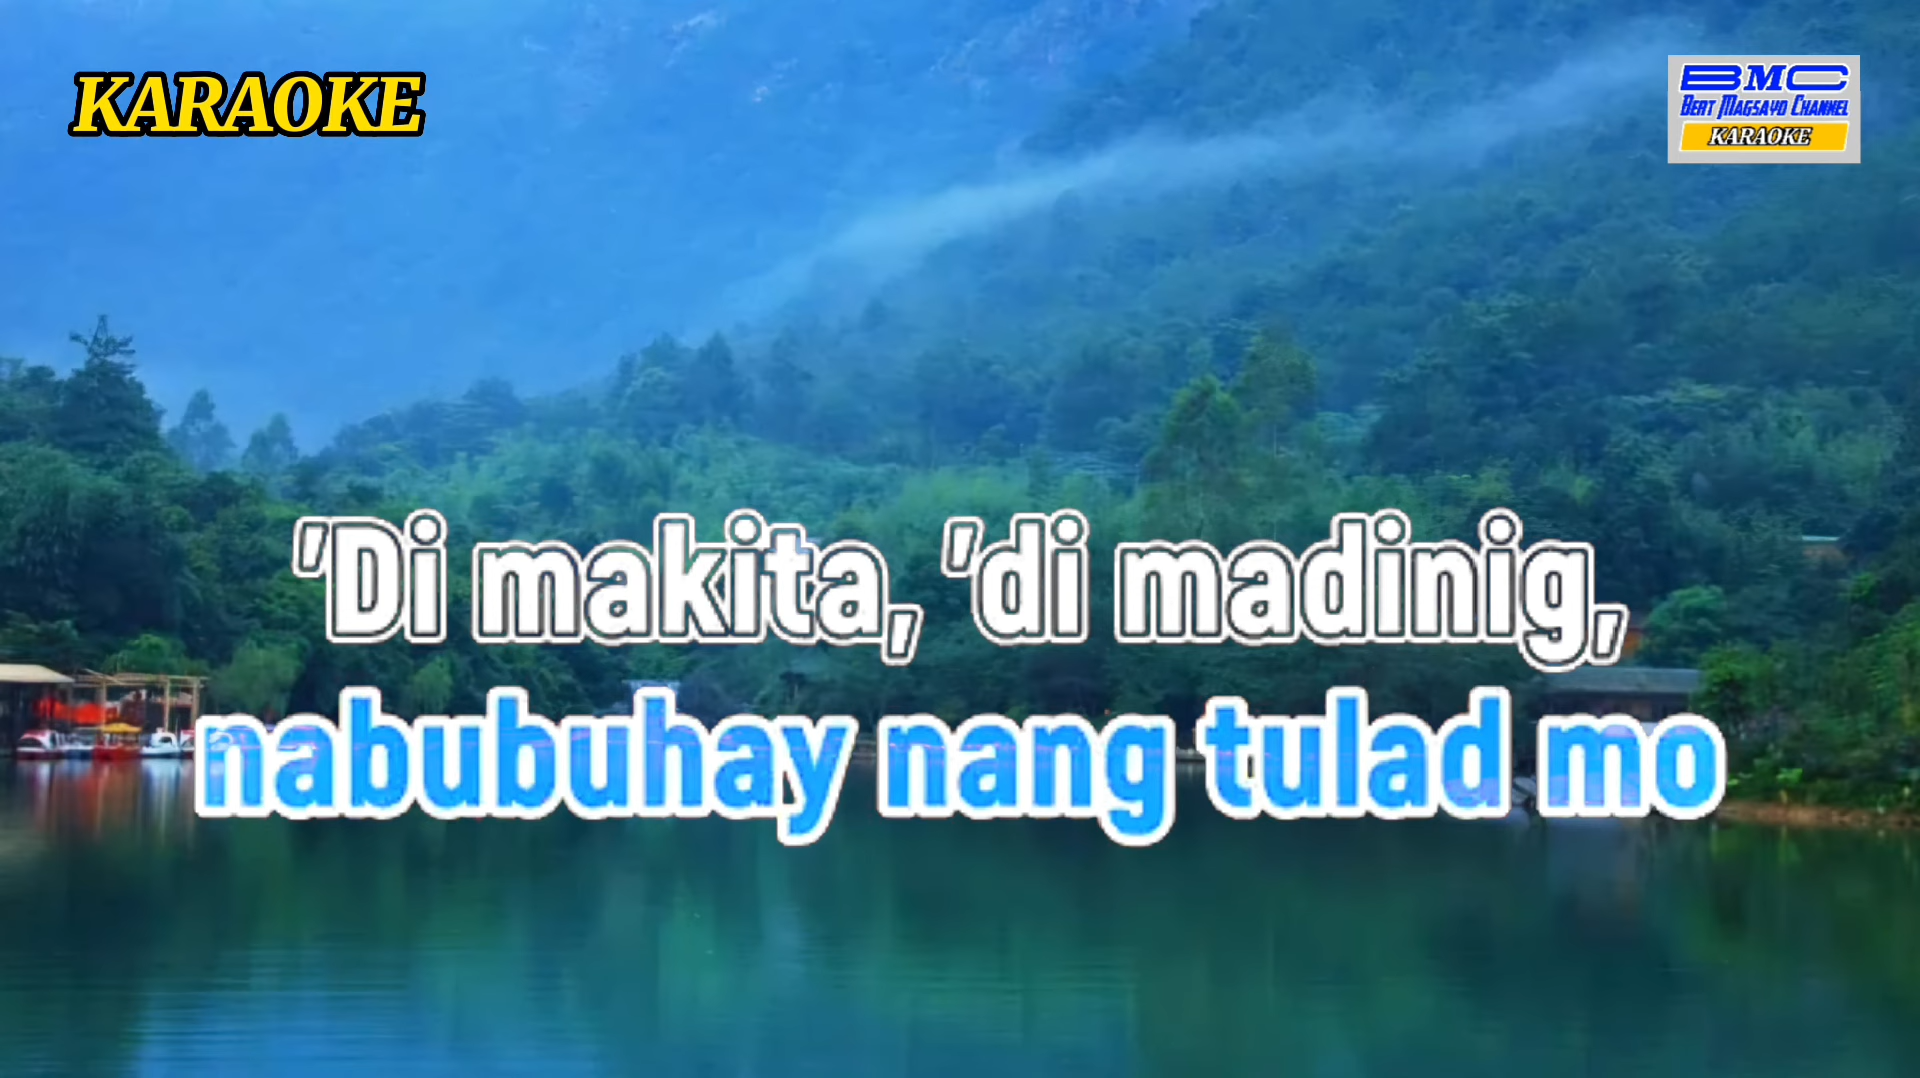 KARAOKE
BMC
BERT MAGSAYO CHANNEL
KARAOKE
'Di makita, 'di madinig,
nabubuhay nang tulad mo